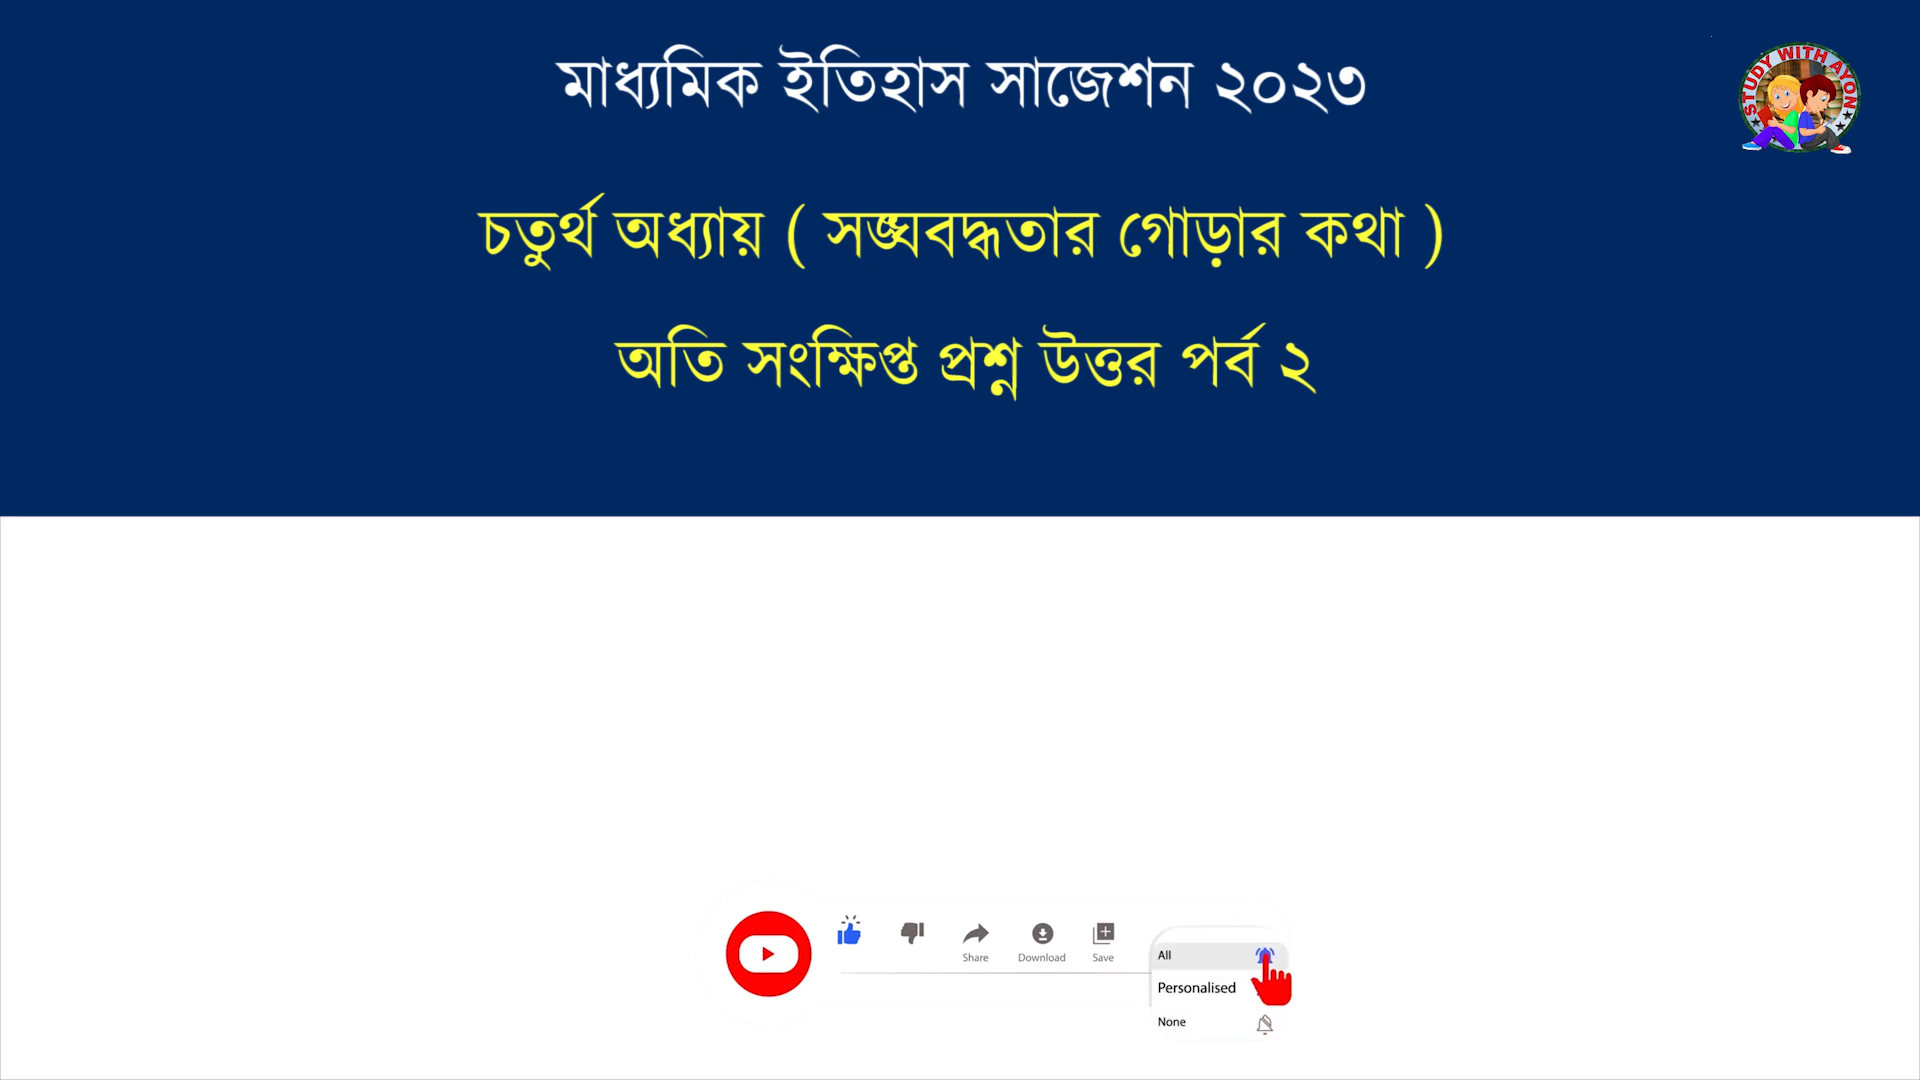 মাধ্যমিক ইতিহাস সাজেশন ২০২৩
STUDY WITH AYON
চতুর্থ অধ্যায় ( সঙ্ঘবদ্ধতার গোড়ার কথা )
অতি সংক্ষিপ্ত প্রশ্ন উত্তর পর্ব ২
Share Download Save
All
Personalised
None